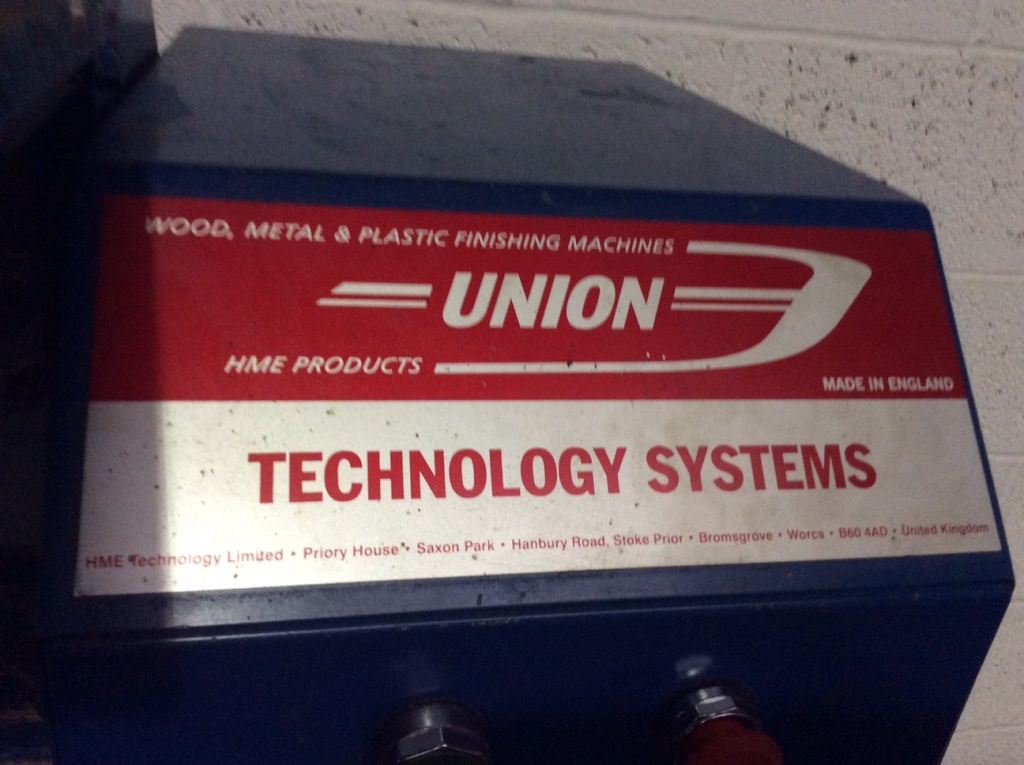 WOOD, METAL & PLASTIC FINISHING MACHINES
UNION
HME PRODUCTS
MADE IN ENGLAND
TECHNOLOGY SYSTEMS
HME Technology Limited • Priory House • Saxon Park • Hanbury Road, Stoke Prior • Bromsgrove • Worcs • B60 4AD • United Kingdom